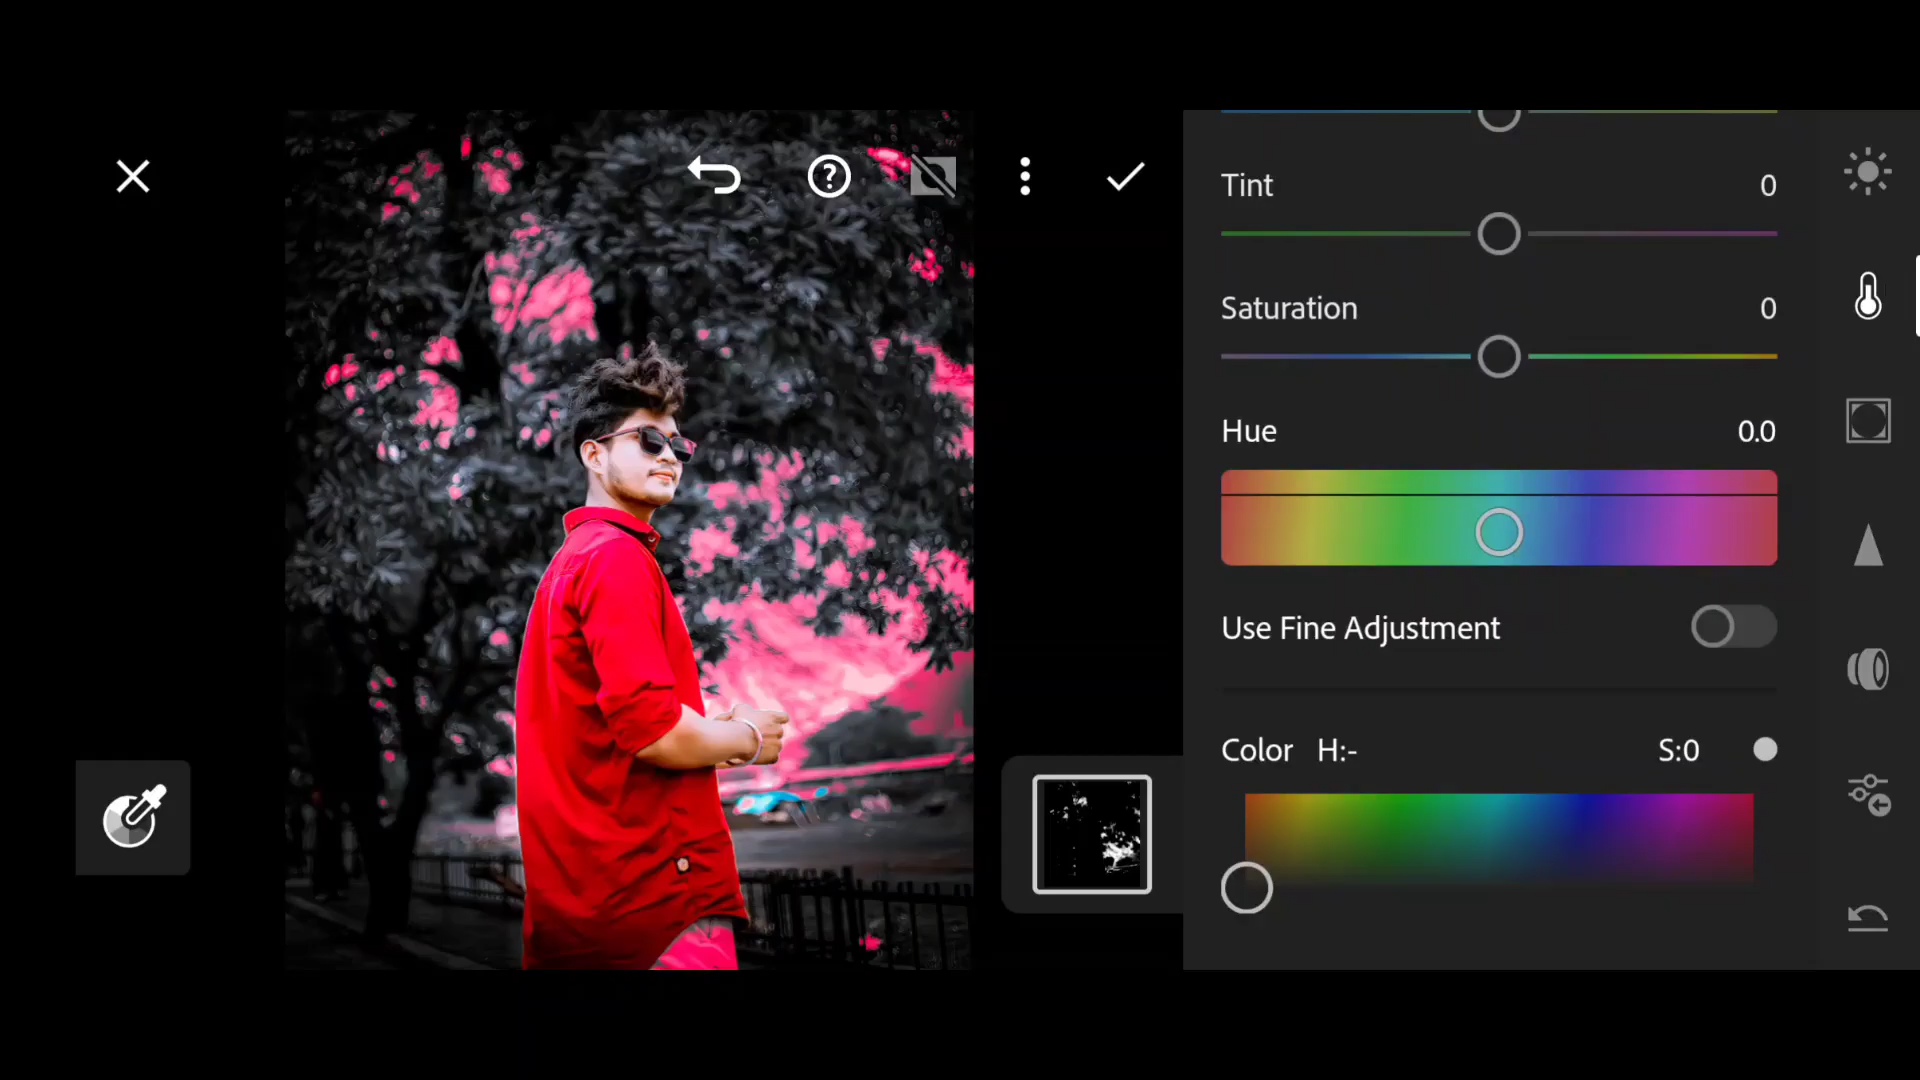 Tint 0
Saturation 0
Hue 0.0
Use Fine Adjustment
Color H:- S:0